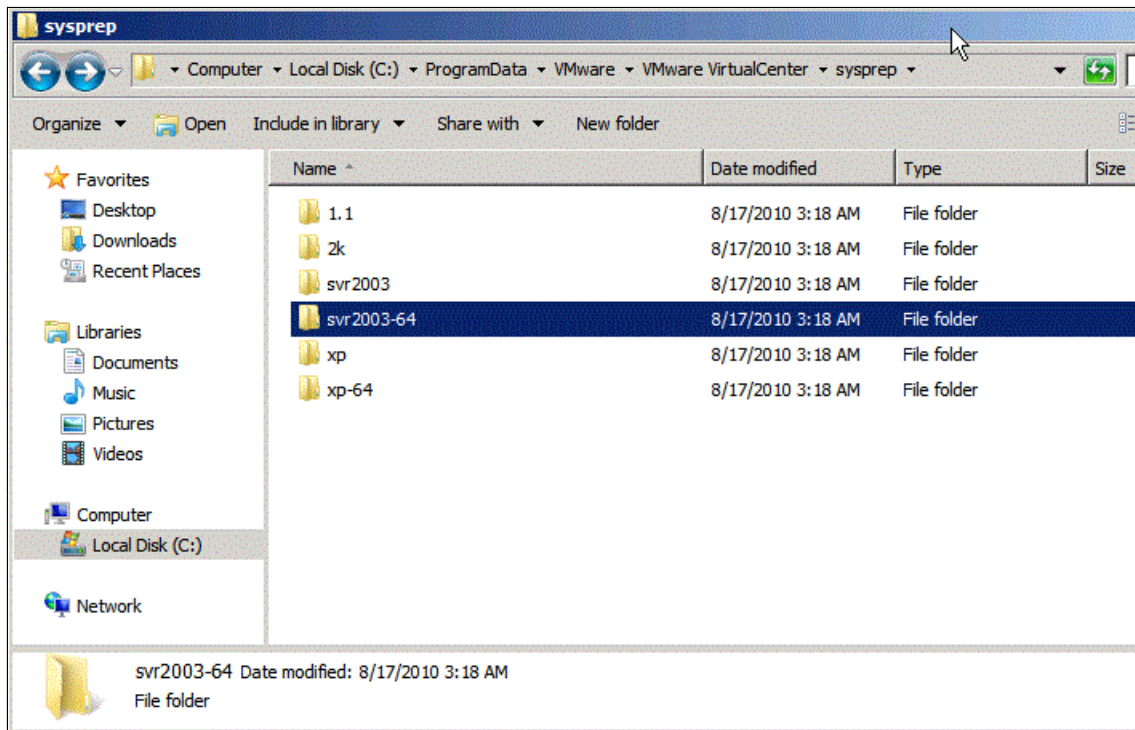 sysprep
Computer Local Disk (C:) ProgramData VMware VMware VirtualCenter sysprep
Organize Open Include in library Share with New folder
Favorites
Desktop
Downloads
Recent Places
Libraries
Documents
Music
Pictures
Videos
Computer
Local Disk (C:)
Network
Name Date modified Type Size
1.1 8/17/2010 3:18 AM File folder
2k 8/17/2010 3:18 AM File folder
svr2003 8/17/2010 3:18 AM File folder
svr2003-64 8/17/2010 3:18 AM File folder
xp 8/17/2010 3:18 AM File folder
xp-64 8/17/2010 3:18 AM File folder
svr2003-64 Date modified: 8/17/2010 3:18 AM
File folder